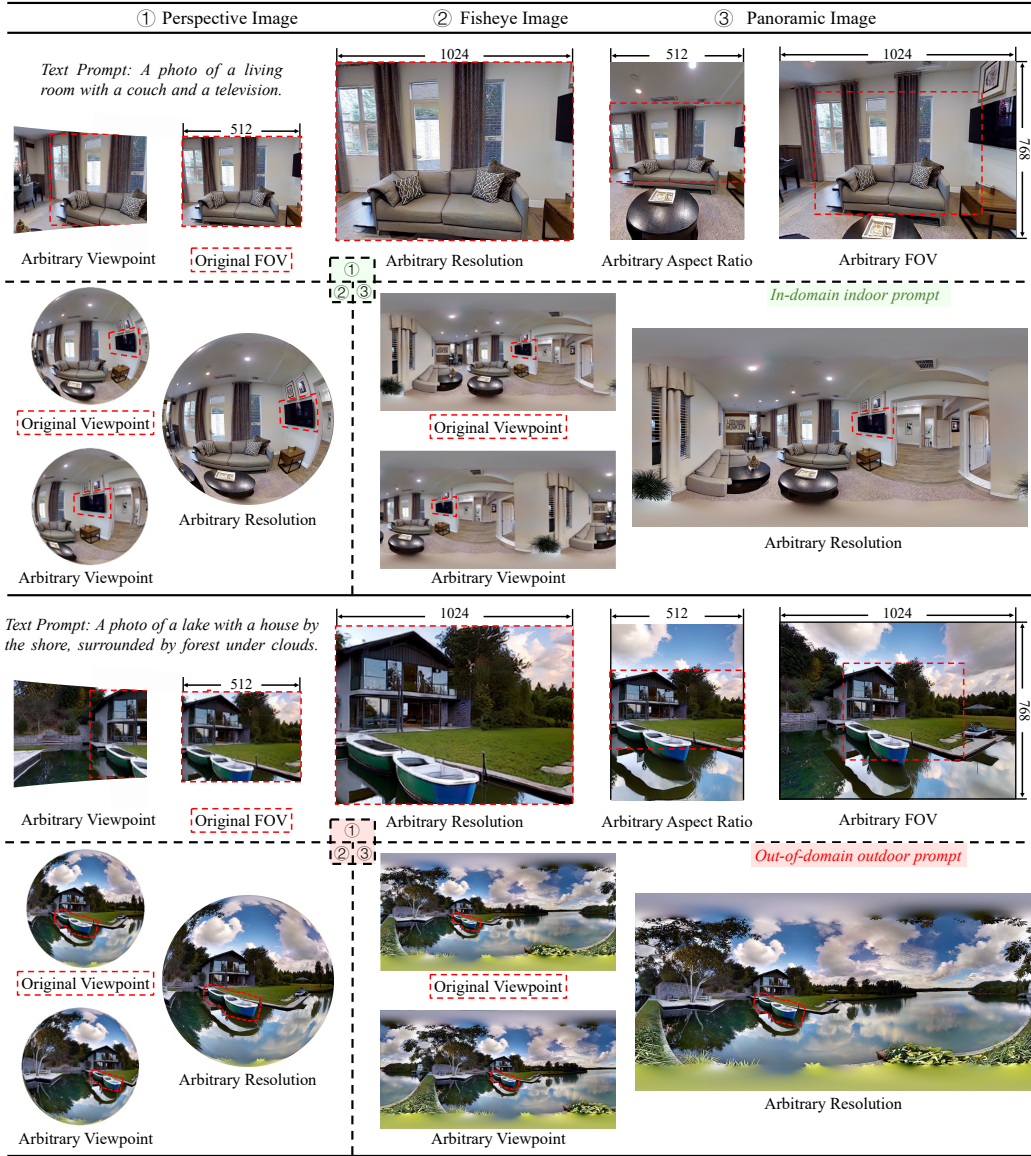 ① Perspective Image ② Fisheye Image ③ Panoramic Image
Text Prompt: A photo of a living
room with a couch and a television.
512
1024
512
1024
768
Arbitrary Viewpoint
Original FOV
Arbitrary Resolution
Arbitrary Aspect Ratio
Arbitrary FOV
①
② ③
In-domain indoor prompt
Original Viewpoint
Arbitrary Resolution
Arbitrary Viewpoint
Original Viewpoint
Arbitrary Viewpoint
Arbitrary Resolution
Text Prompt: A photo of a lake with a house by
the shore, surrounded by forest under clouds.
512
1024
512
1024
768
Arbitrary Viewpoint
Original FOV
Arbitrary Resolution
Arbitrary Aspect Ratio
Arbitrary FOV
①
② ③
Out-of-domain outdoor prompt
Original Viewpoint
Arbitrary Resolution
Arbitrary Viewpoint
Original Viewpoint
Arbitrary Viewpoint
Arbitrary Resolution